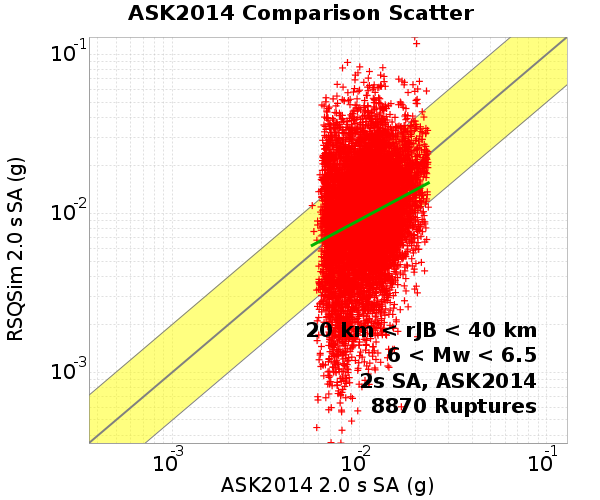 ASK2014 Comparison Scatter
RSQSim 2.0 s SA (g)
10^-1
10^-2
10^-3
20 km < rJB < 40 km
6 < Mw < 6.5
2s SA, ASK2014
8870 Ruptures
10^-3
10^-2
10^-1
ASK2014 2.0 s SA (g)